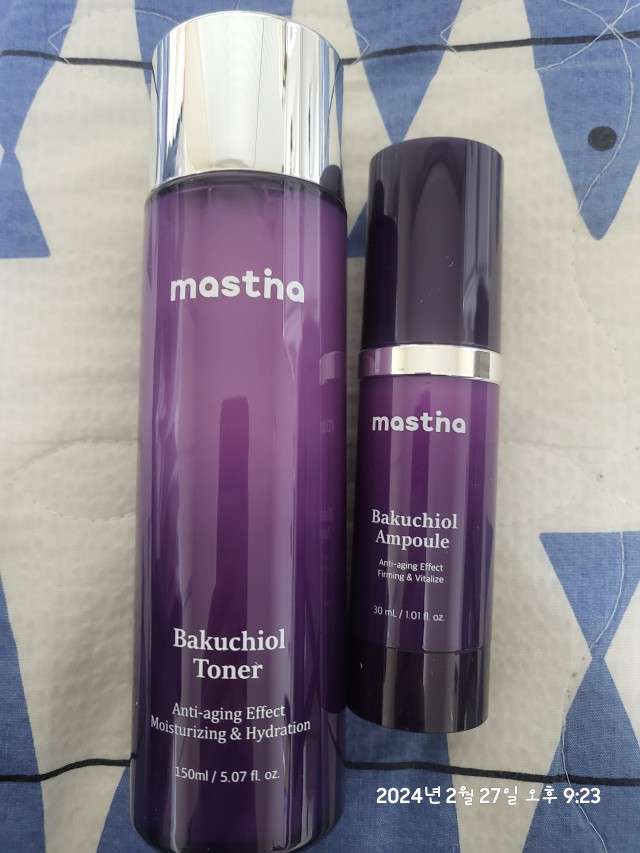 mastina
Bakuchiol
Toner
Anti-aging Effect
Moisturizing & Hydration
150ml / 5.07 fl. oz.
mastina
Bakuchiol
Ampoule
Anti-aging Effect
Firming & Vitalize
30 mL / 1.01 fl. oz.
2024년 2월 27일 오후 9:23